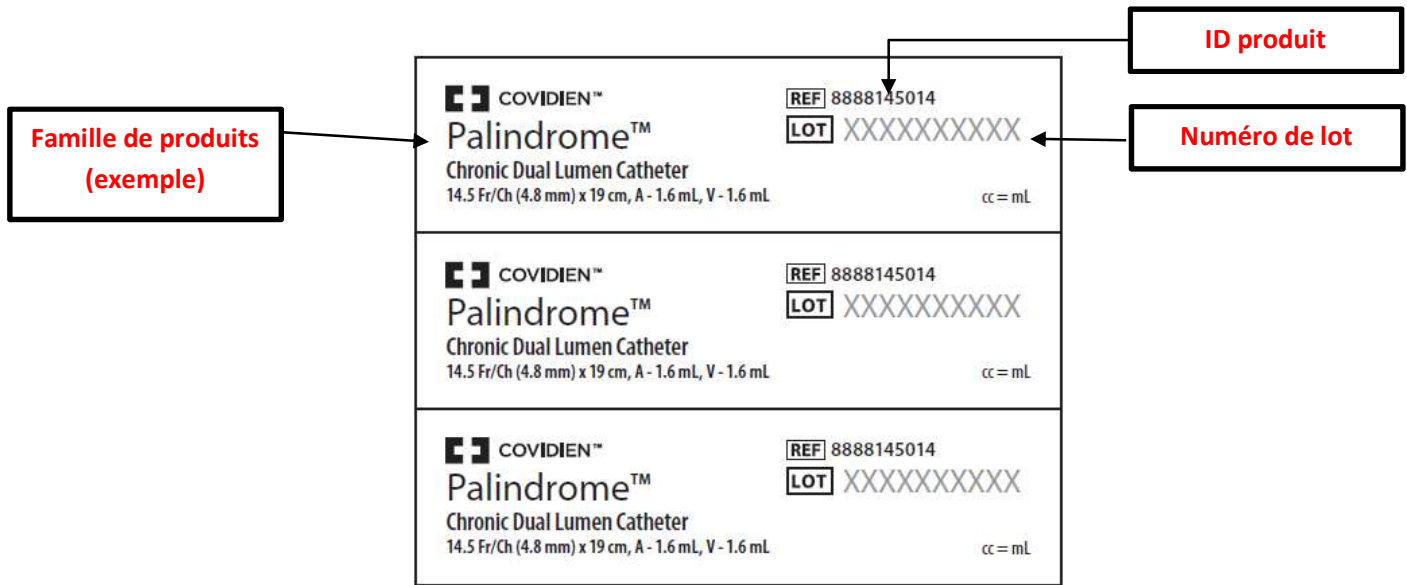 ID produit
Famille de produits
(exemple)
Numéro de lot
COVIDIEN™
Palindrome™
Chronic Dual Lumen Catheter
14.5 Fr/Ch (4.8 mm) x 19 cm, A - 1.6 mL, V - 1.6 mL
REF 8888145014
LOT XXXXXXXXXX
cc = mL
COVIDIEN™
Palindrome™
Chronic Dual Lumen Catheter
14.5 Fr/Ch (4.8 mm) x 19 cm, A - 1.6 mL, V - 1.6 mL
REF 8888145014
LOT XXXXXXXXXX
cc = mL
COVIDIEN™
Palindrome™
Chronic Dual Lumen Catheter
14.5 Fr/Ch (4.8 mm) x 19 cm, A - 1.6 mL, V - 1.6 mL
REF 8888145014
LOT XXXXXXXXXX
cc = mL